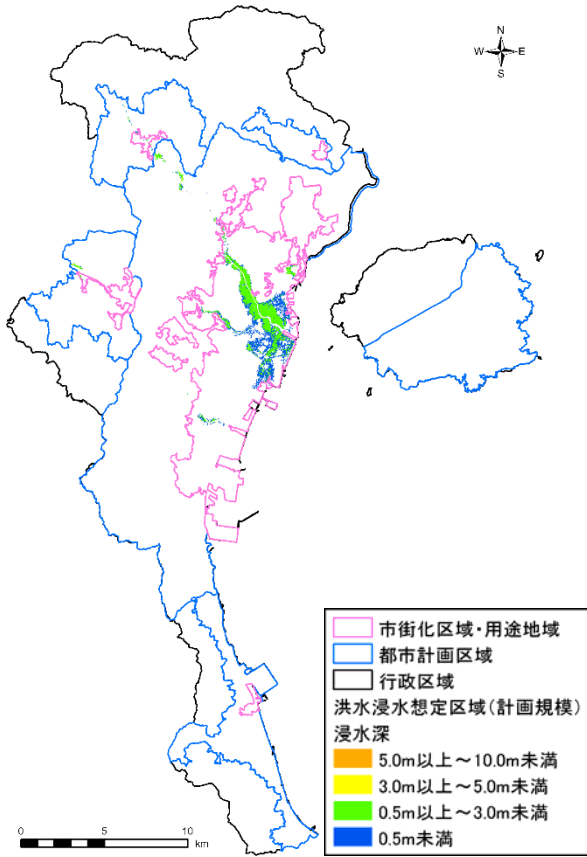 N
W E
S
市街化区域・用途地域
都市計画区域
行政区域
洪水浸水想定区域(計画規模)
浸水深
5.0m以上～10.0m未満
3.0m以上～5.0m未満
0.5m以上～3.0m未満
0.5m未満
0 5 10
km